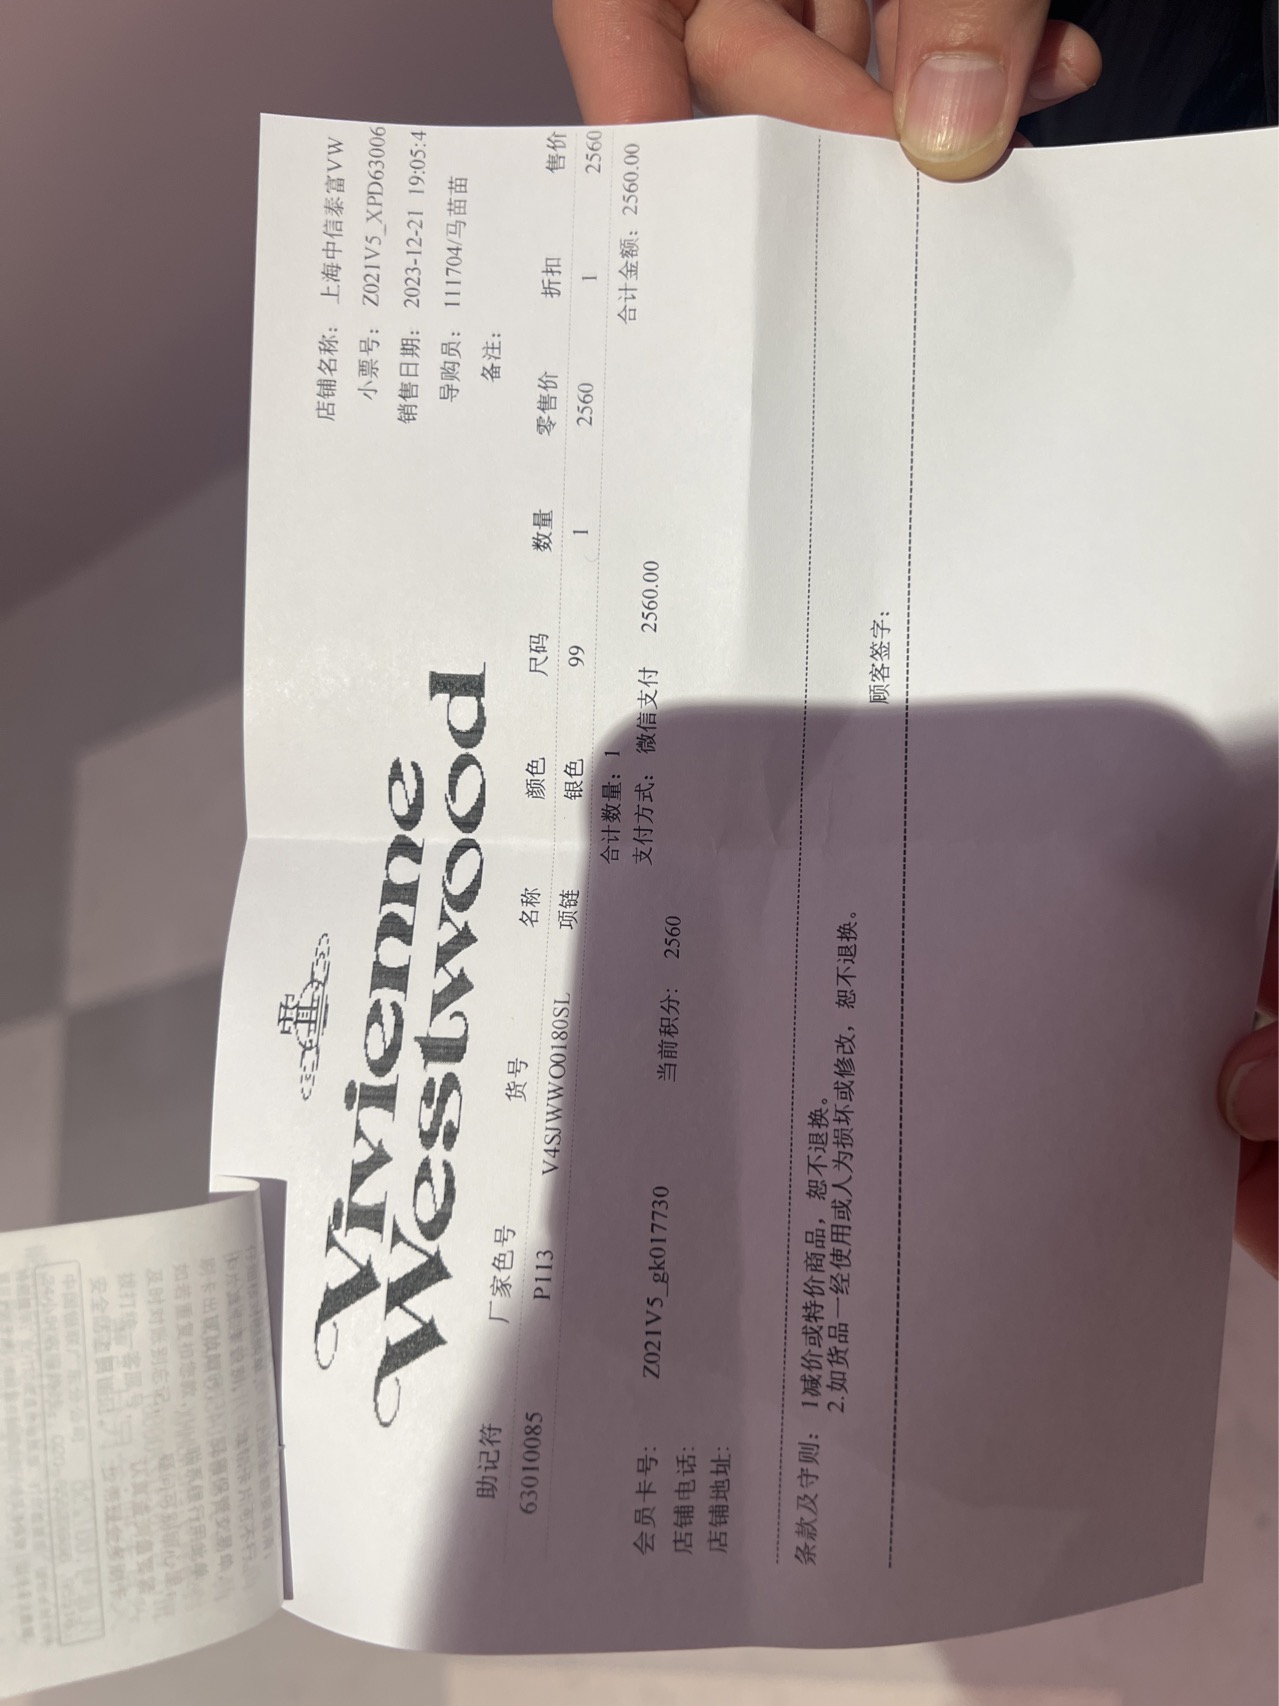 Vivienne
Westwood
店铺名称： 上海中信泰富VW
小票号： Z021V5_XPD63006
销售日期： 2023-12-21 19:05:4
导购员： 111704/马苗苗
备注：
助记符 厂家色号 货号 名称 颜色 尺码 数量 零售价 折扣 售价
63010085 P113 V4SJWWO0180SL 项链 银色 99 1 2560 1 2560
合计数量：1 合计金额：2560.00
支付方式： 微信支付 2560.00
会员卡号： Z021V5_gk017730 当前积分： 2560
店铺电话：
店铺地址：
条款及守则： 1减价或特价商品，恕不退换。
2.如货品一经使用或人为损坏或修改，恕不退换。
顾客签字：